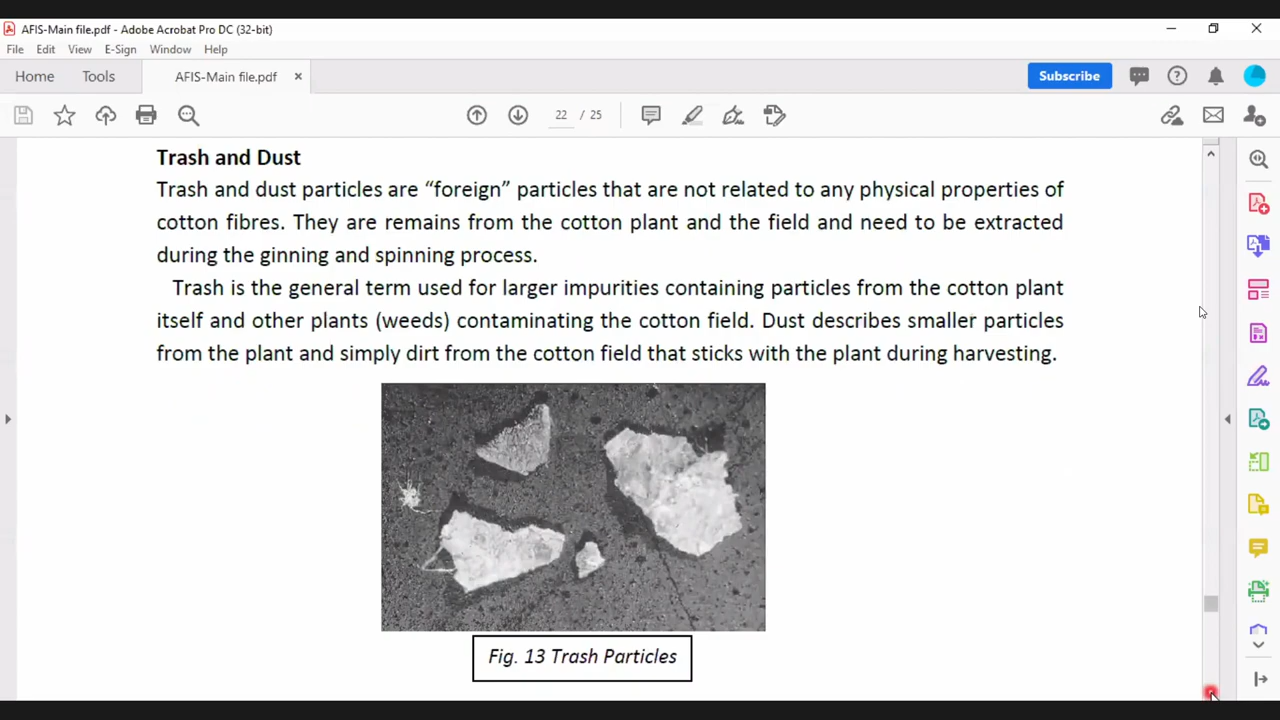 AFIS-Main file.pdf - Adobe Acrobat Pro DC (32-bit)
File Edit View E-Sign Window Help
Home Tools AFIS-Main file.pdf × Subscribe
22 / 25
Trash and Dust
Trash and dust particles are “foreign” particles that are not related to any physical properties of
cotton fibres. They are remains from the cotton plant and the field and need to be extracted
during the ginning and spinning process.
Trash is the general term used for larger impurities containing particles from the cotton plant
itself and other plants (weeds) contaminating the cotton field. Dust describes smaller particles
from the plant and simply dirt from the cotton field that sticks with the plant during harvesting.
Fig. 13 Trash Particles